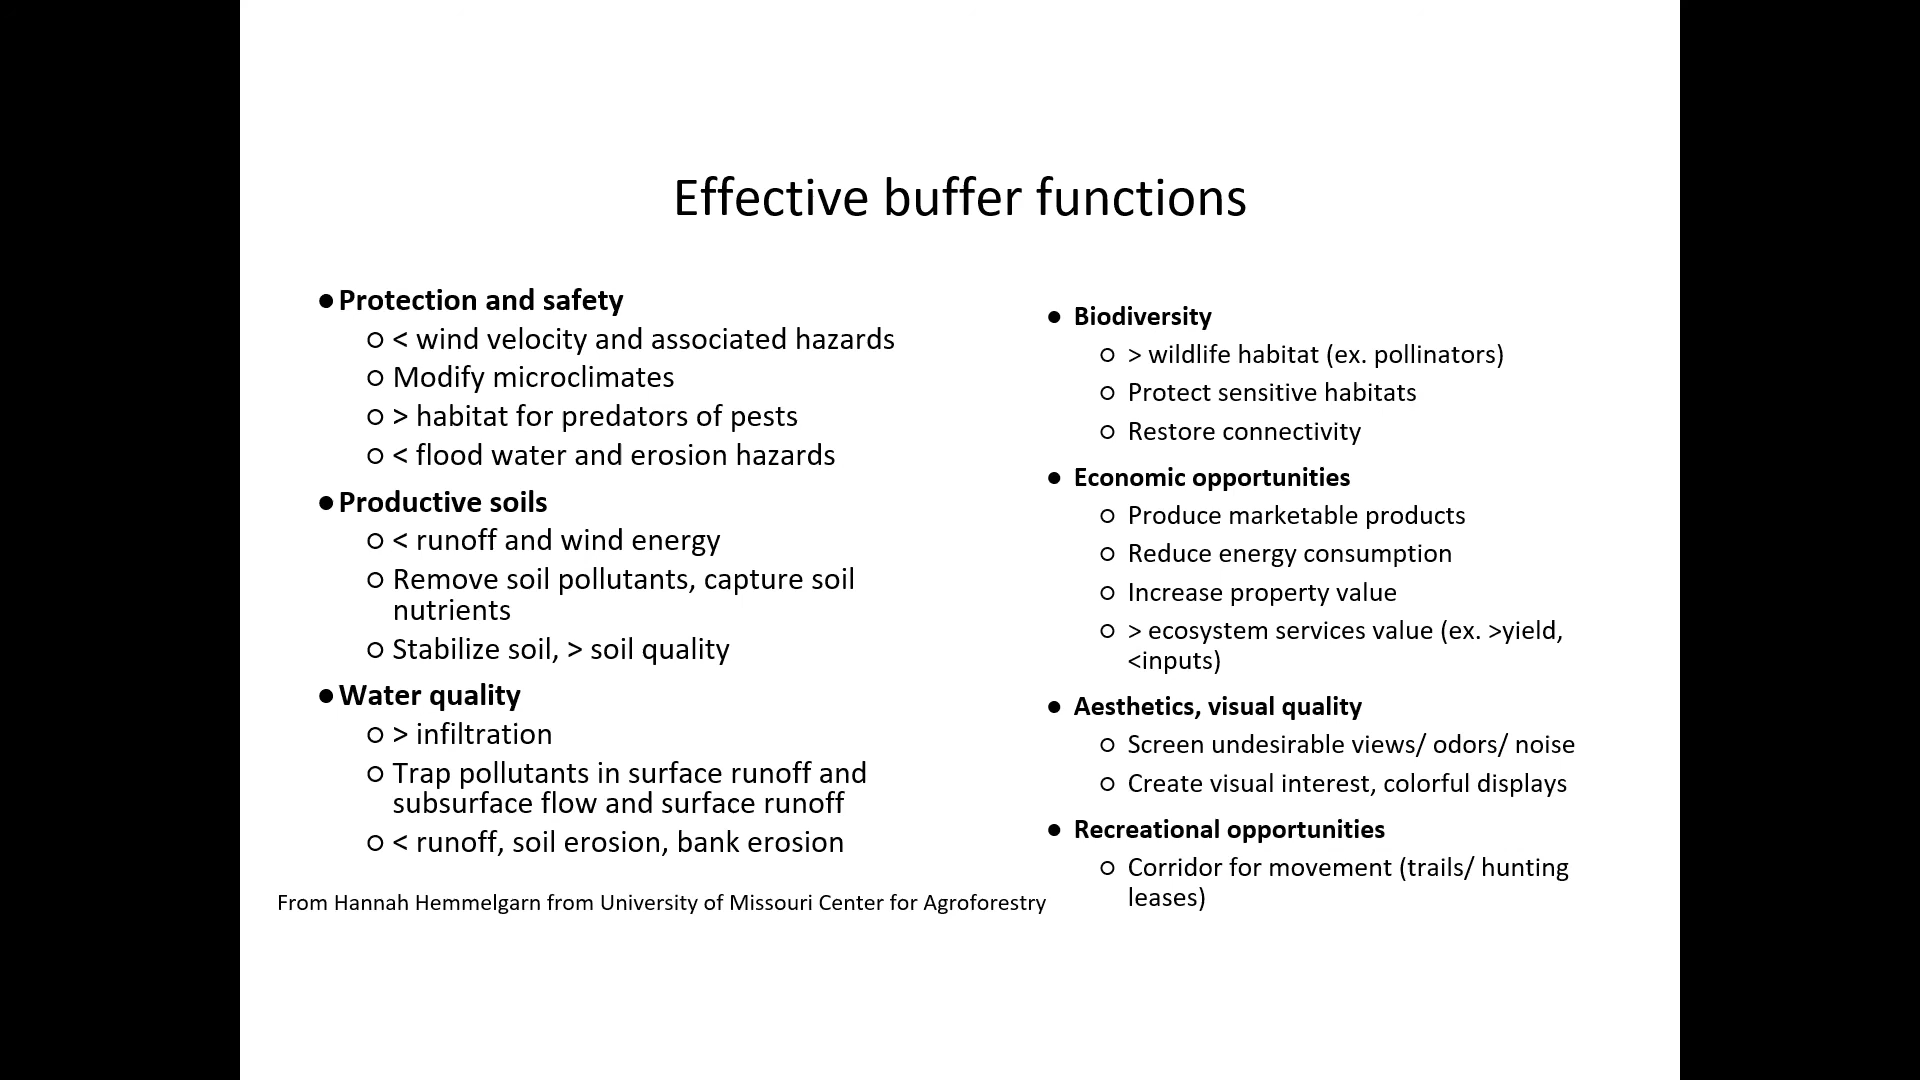 Effective buffer functions
● Protection and safety
○ < wind velocity and associated hazards
○ Modify microclimates
○ > habitat for predators of pests
○ < flood water and erosion hazards
● Productive soils
○ < runoff and wind energy
○ Remove soil pollutants, capture soil
nutrients
○ Stabilize soil, > soil quality
● Water quality
○ > infiltration
○ Trap pollutants in surface runoff and
subsurface flow and surface runoff
○ < runoff, soil erosion, bank erosion
From Hannah Hemmelgarn from University of Missouri Center for Agroforestry
● Biodiversity
○ > wildlife habitat (ex. pollinators)
○ Protect sensitive habitats
○ Restore connectivity
● Economic opportunities
○ Produce marketable products
○ Reduce energy consumption
○ Increase property value
○ > ecosystem services value (ex. >yield,
<inputs)
● Aesthetics, visual quality
○ Screen undesirable views/ odors/ noise
○ Create visual interest, colorful displays
● Recreational opportunities
○ Corridor for movement (trails/ hunting
leases)